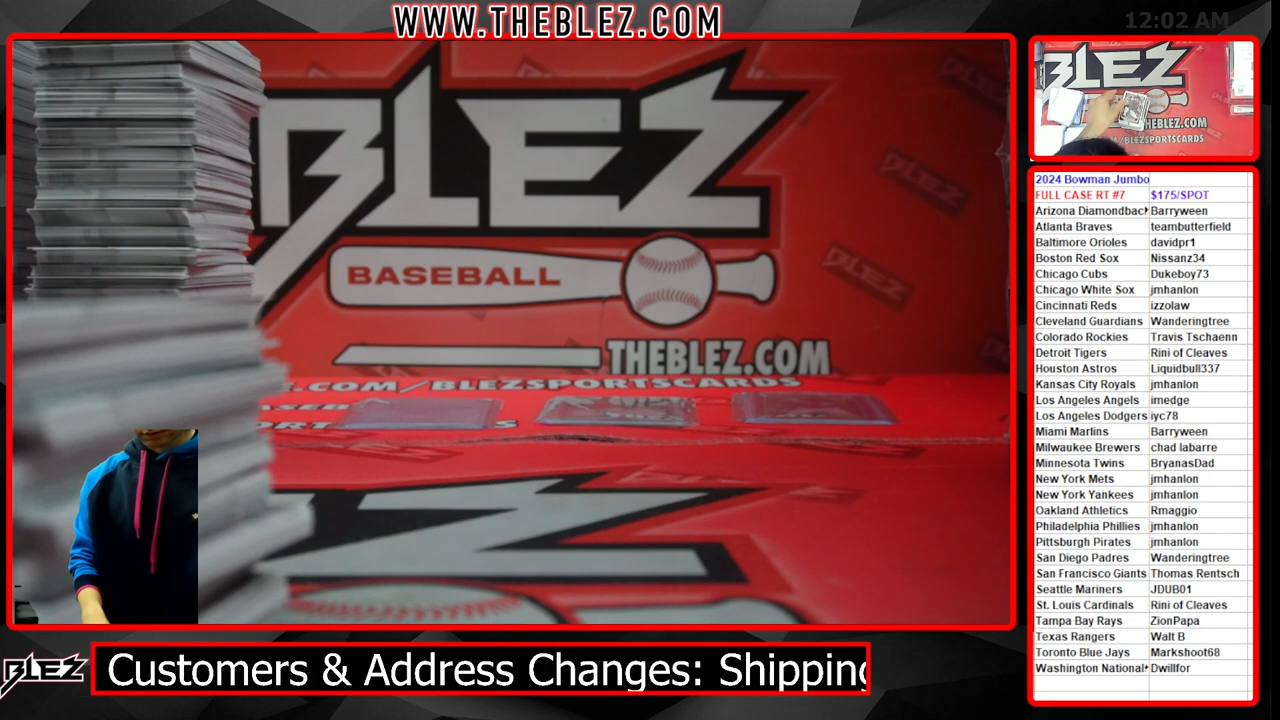 WWW.THEBLEZ.COM
12:02 AM
BLEZ
BASEBALL
THEBLEZ.COM
.COM/BLEZSPORTSCARDS
BLEZ
THEBLEZ.COM
/BLEZSPORTSCARDS
2024 Bowman Jumbo
FULL CASE RT #7 $175/SPOT
Arizona Diamondback Barryween
Atlanta Braves teambutterfield
Baltimore Orioles davidpr1
Boston Red Sox Nissanz34
Chicago Cubs Dukeboy73
Chicago White Sox jmhanlon
Cincinnati Reds izzolaw
Cleveland Guardians Wanderingtree
Colorado Rockies Travis Tschaenn
Detroit Tigers Rini of Cleaves
Houston Astros Liquidbull337
Kansas City Royals jmhanlon
Los Angeles Angels imedge
Los Angeles Dodgers iyc78
Miami Marlins Barryween
Milwaukee Brewers chad labarre
Minnesota Twins BryanasDad
New York Mets jmhanlon
New York Yankees jmhanlon
Oakland Athletics Rmaggio
Philadelphia Phillies jmhanlon
Pittsburgh Pirates jmhanlon
San Diego Padres Wanderingtree
San Francisco Giants Thomas Rentsch
Seattle Mariners JDUB01
St. Louis Cardinals Rini of Cleaves
Tampa Bay Rays ZionPapa
Texas Rangers Walt B
Toronto Blue Jays Markshoot68
Washington National Dwillfor
BLEZ
Customers & Address Changes: Shipping